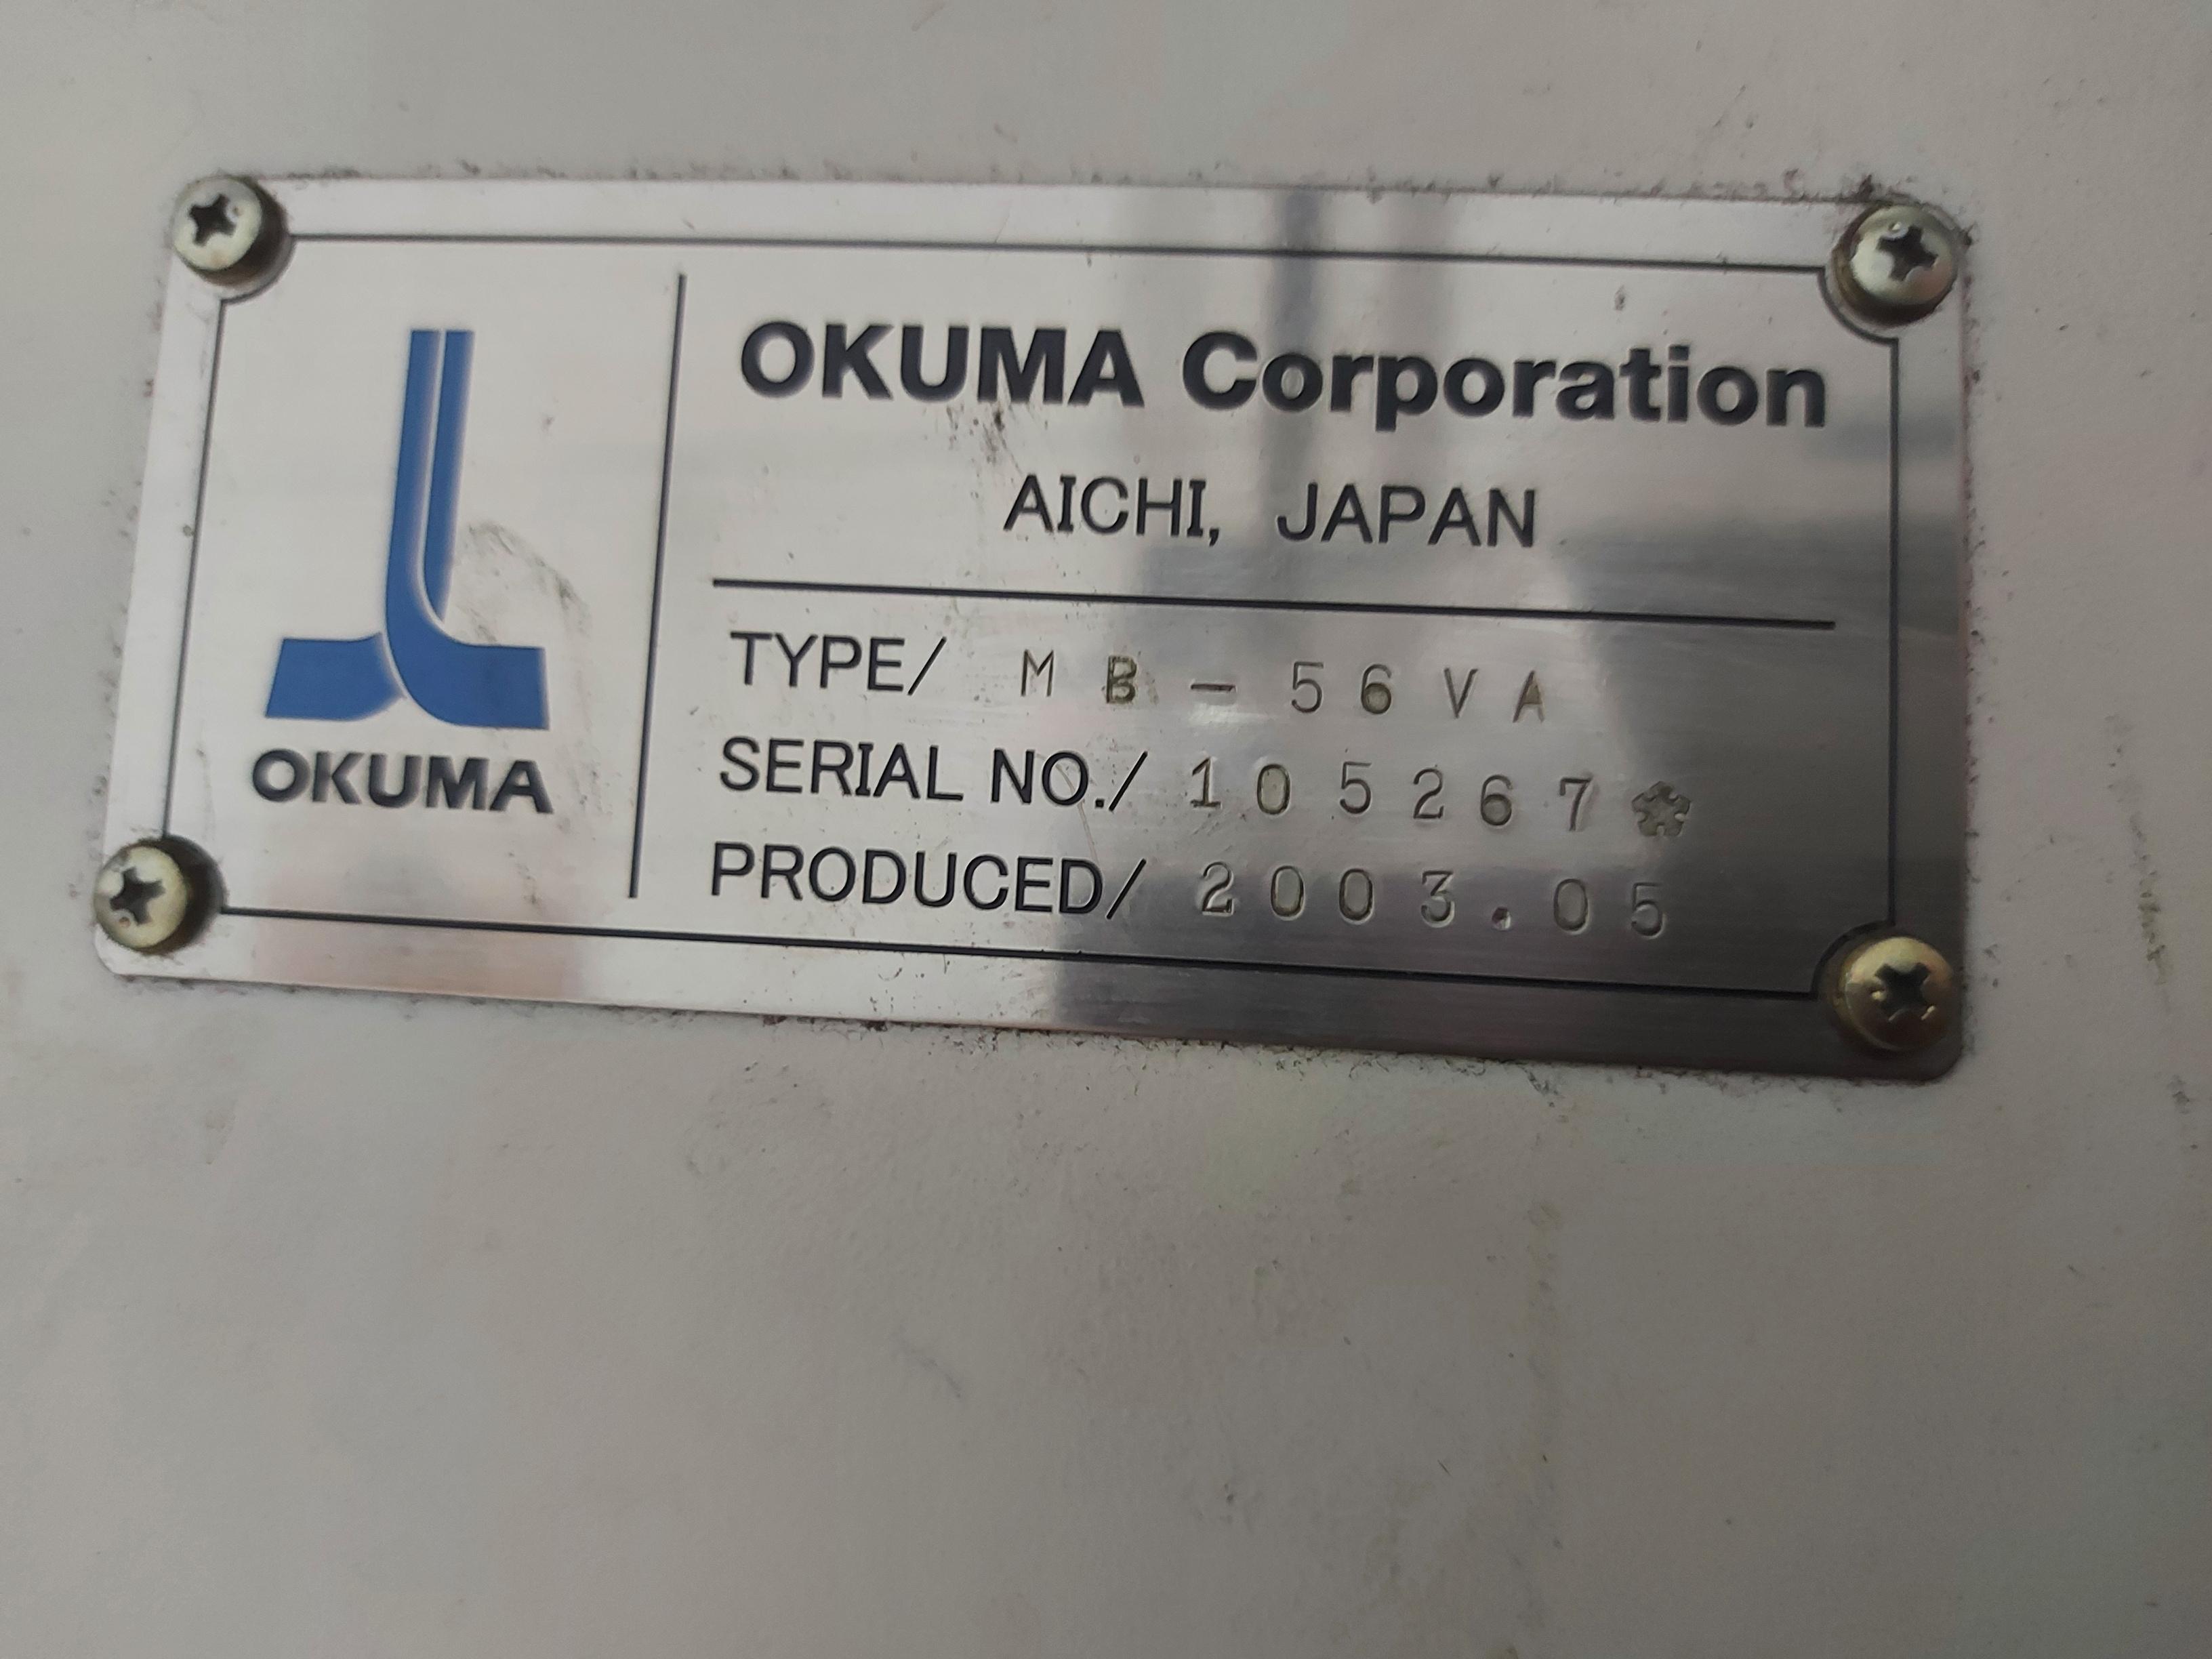 OKUMA
OKUMA Corporation
AICHI, JAPAN
TYPE/ MB-56VA
SERIAL NO./ 105267
PRODUCED/ 2003.05